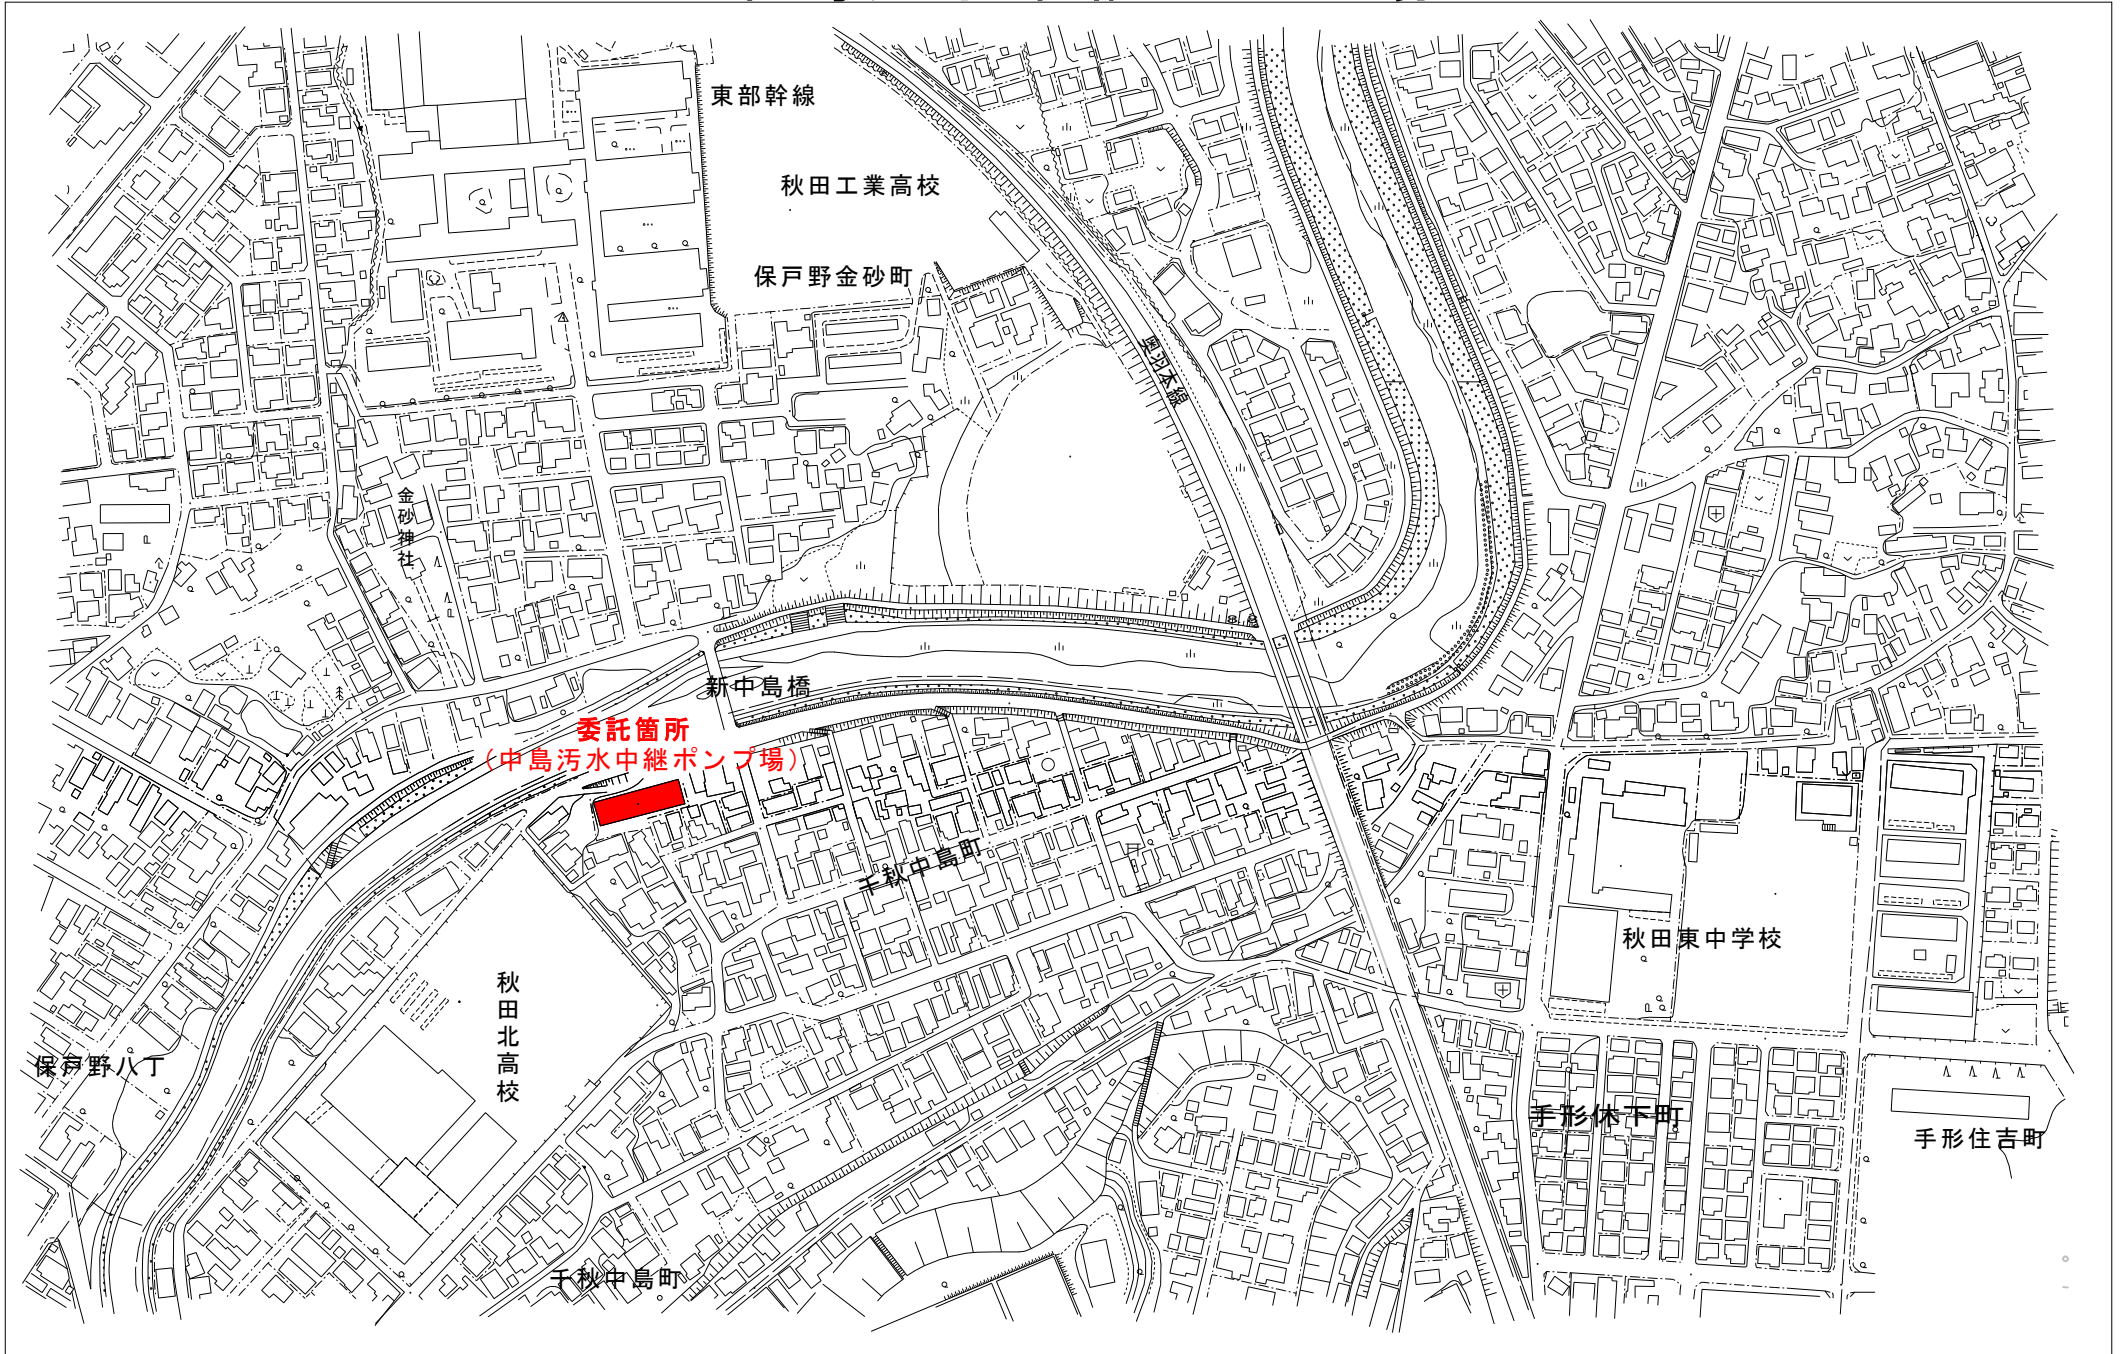 東部幹線
秋田工業高校
保戸野金砂町
奥羽本線
金砂神社
新中島橋
委託箇所
（中島汚水中継ポンプ場）
千秋中島町
秋田東中学校
秋田北高校
保戸野八丁
手形休下町
手形住吉町
千秋中島町